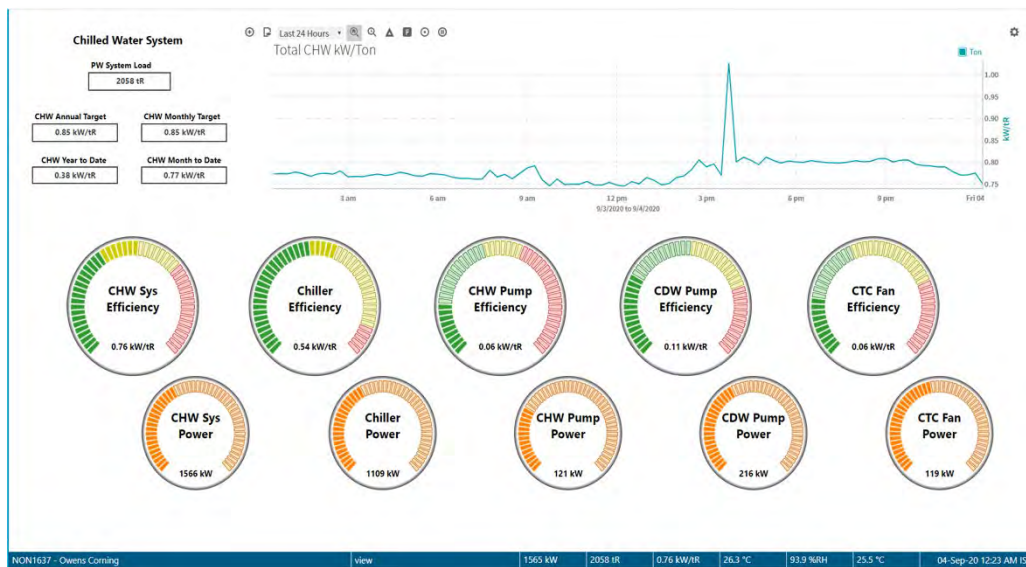 Chilled Water System
PW System Load
2058 tR
CHW Annual Target
CHW Monthly Target
0.85 kW/tR
0.85 kW/tR
CHW Year to Date
CHW Month to Date
0.38 kW/tR
0.77 kW/tR
Last 24 Hours
Total CHW kW/Ton
Ton
1.00
0.95
0.90
0.85
0.80
0.75
kW/tR
3 am
6 am
9 am
12 pm
3 pm
6 pm
9 pm
Fri 04
9/3/2020 to 9/4/2020
CHW Sys
Efficiency
0.76 kW/tR
Chiller
Efficiency
0.54 kW/tR
CHW Pump
Efficiency
0.06 kW/tR
CDW Pump
Efficiency
0.11 kW/tR
CTC Fan
Efficiency
0.06 kW/tR
CHW Sys
Power
1566 kW
Chiller
Power
1109 kW
CHW Pump
Power
121 kW
CDW Pump
Power
216 kW
CTC Fan
Power
119 kW
NON1637 - Owens Corning
view
1565 kW
2058 tR
0.76 kW/tR
26.3 °C
93.9 %RH
25.5 °C
04-Sep-20 12:23 AM IS